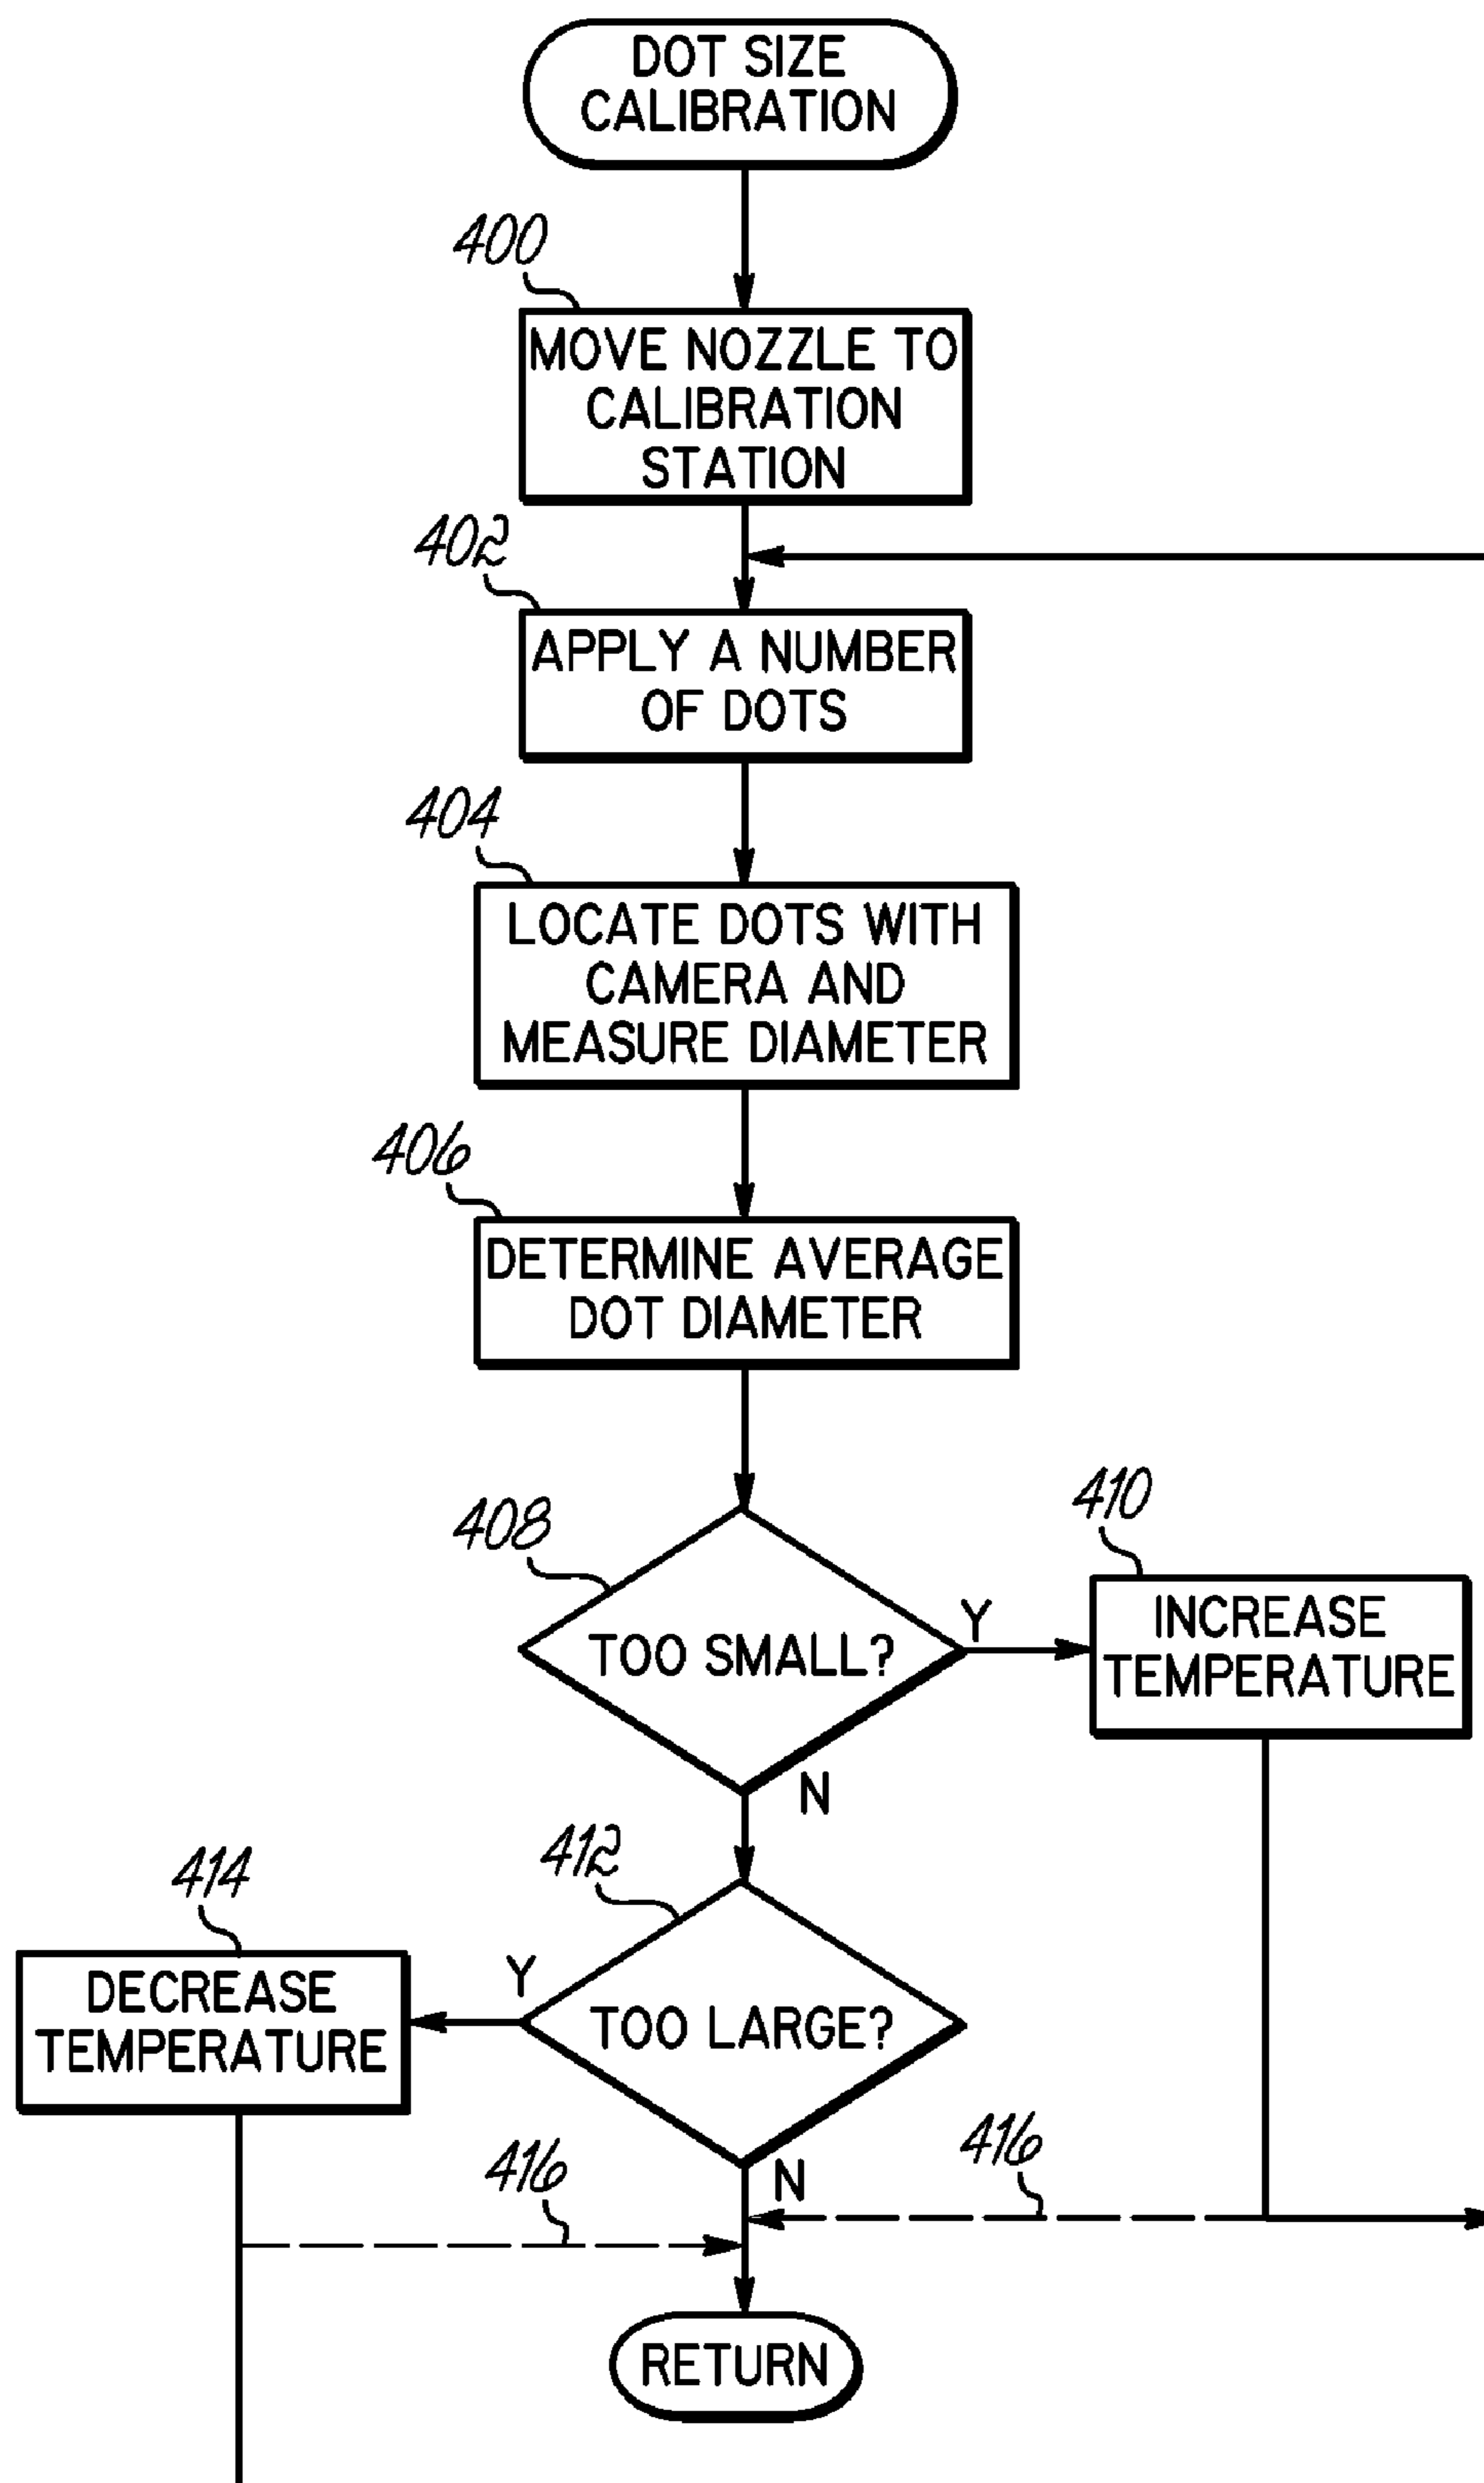 DOT SIZE
CALIBRATION
400
MOVE NOZZLE TO
CALIBRATION
STATION
402
APPLY A NUMBER
OF DOTS
404
LOCATE DOTS WITH
CAMERA AND
MEASURE DIAMETER
406
DETERMINE AVERAGE
DOT DIAMETER
408
TOO SMALL?
Y
410
INCREASE
TEMPERATURE
N
412
TOO LARGE?
Y
414
DECREASE
TEMPERATURE
N
416
416
RETURN